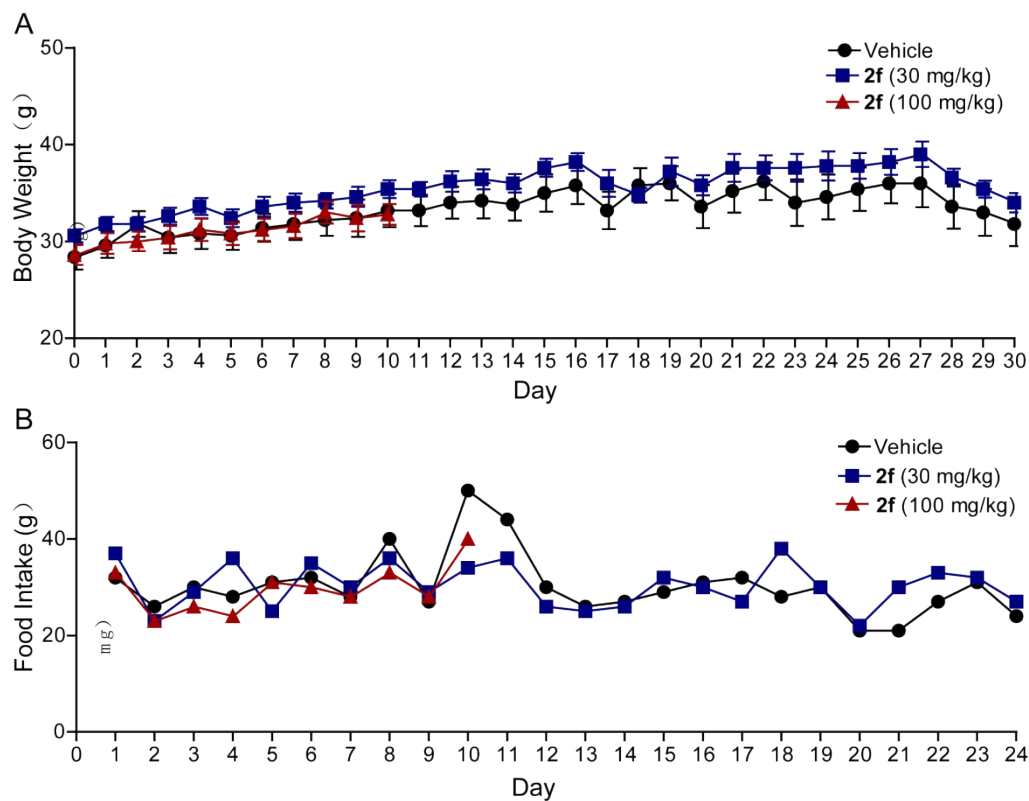 A
50
40
30
20
Body Weight（g）
Vehicle
2f (30 mg/kg)
2f (100 mg/kg)
0 1 2 3 4 5 6 7 8 9 10 11 12 13 14 15 16 17 18 19 20 21 22 23 24 25 26 27 28 29 30
Day
B
60
40
20
0
Food Intake (g)
mg)
Vehicle
2f (30 mg/kg)
2f (100 mg/kg)
0 1 2 3 4 5 6 7 8 9 10 11 12 13 14 15 16 17 18 19 20 21 22 23 24
Day